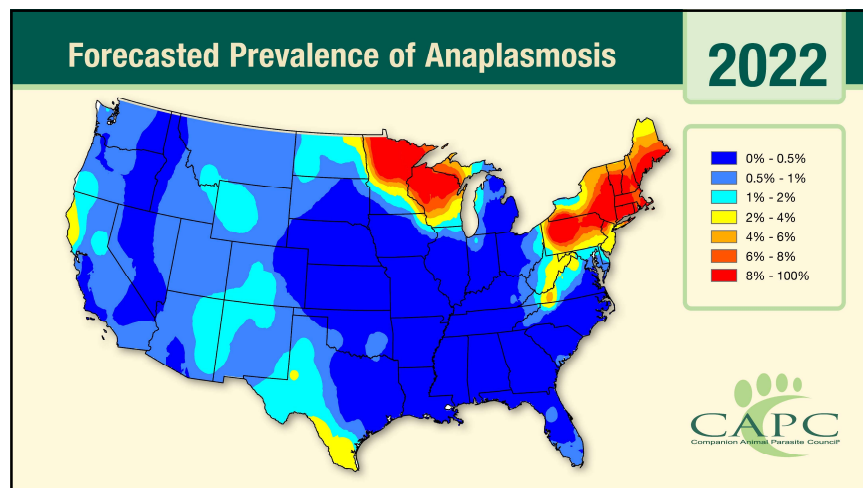 Forecasted Prevalence of Anaplasmosis
2022
0% - 0.5%
0.5% - 1%
1% - 2%
2% - 4%
4% - 6%
6% - 8%
8% - 100%
CAPC
Companion Animal Parasite Council®